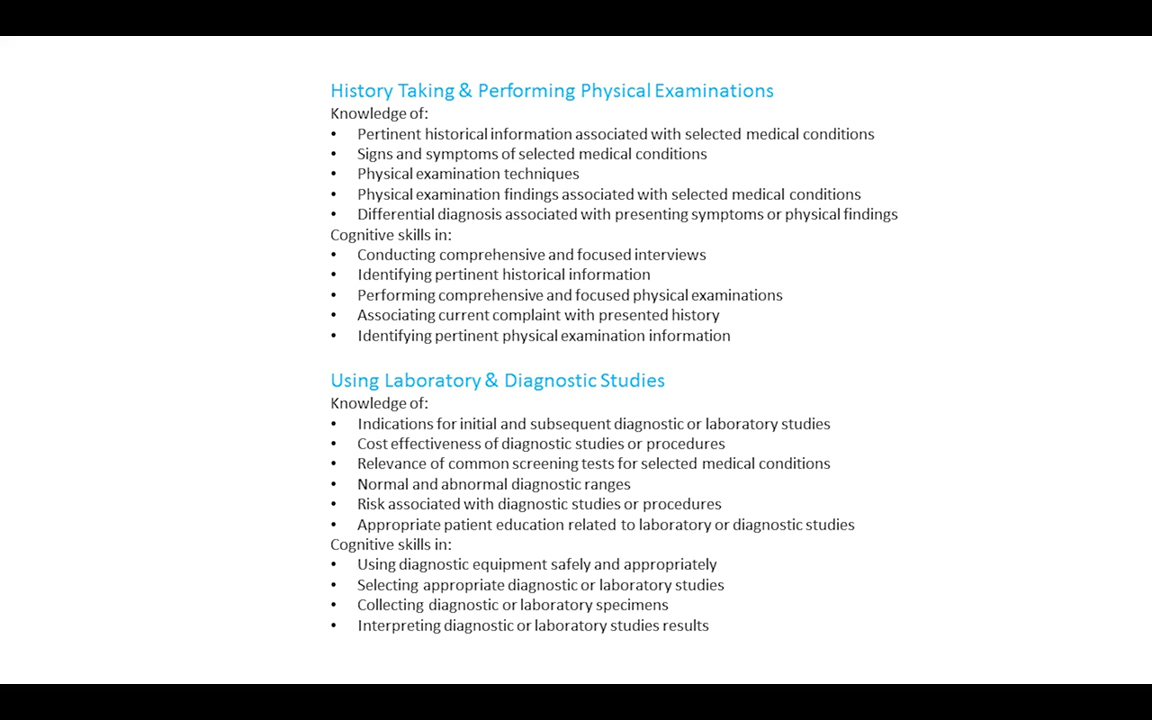 History Taking & Performing Physical Examinations
Knowledge of:
• Pertinent historical information associated with selected medical conditions
• Signs and symptoms of selected medical conditions
• Physical examination techniques
• Physical examination findings associated with selected medical conditions
• Differential diagnosis associated with presenting symptoms or physical findings
Cognitive skills in:
• Conducting comprehensive and focused interviews
• Identifying pertinent historical information
• Performing comprehensive and focused physical examinations
• Associating current complaint with presented history
• Identifying pertinent physical examination information
Using Laboratory & Diagnostic Studies
Knowledge of:
• Indications for initial and subsequent diagnostic or laboratory studies
• Cost effectiveness of diagnostic studies or procedures
• Relevance of common screening tests for selected medical conditions
• Normal and abnormal diagnostic ranges
• Risk associated with diagnostic studies or procedures
• Appropriate patient education related to laboratory or diagnostic studies
Cognitive skills in:
• Using diagnostic equipment safely and appropriately
• Selecting appropriate diagnostic or laboratory studies
• Collecting diagnostic or laboratory specimens
• Interpreting diagnostic or laboratory studies results